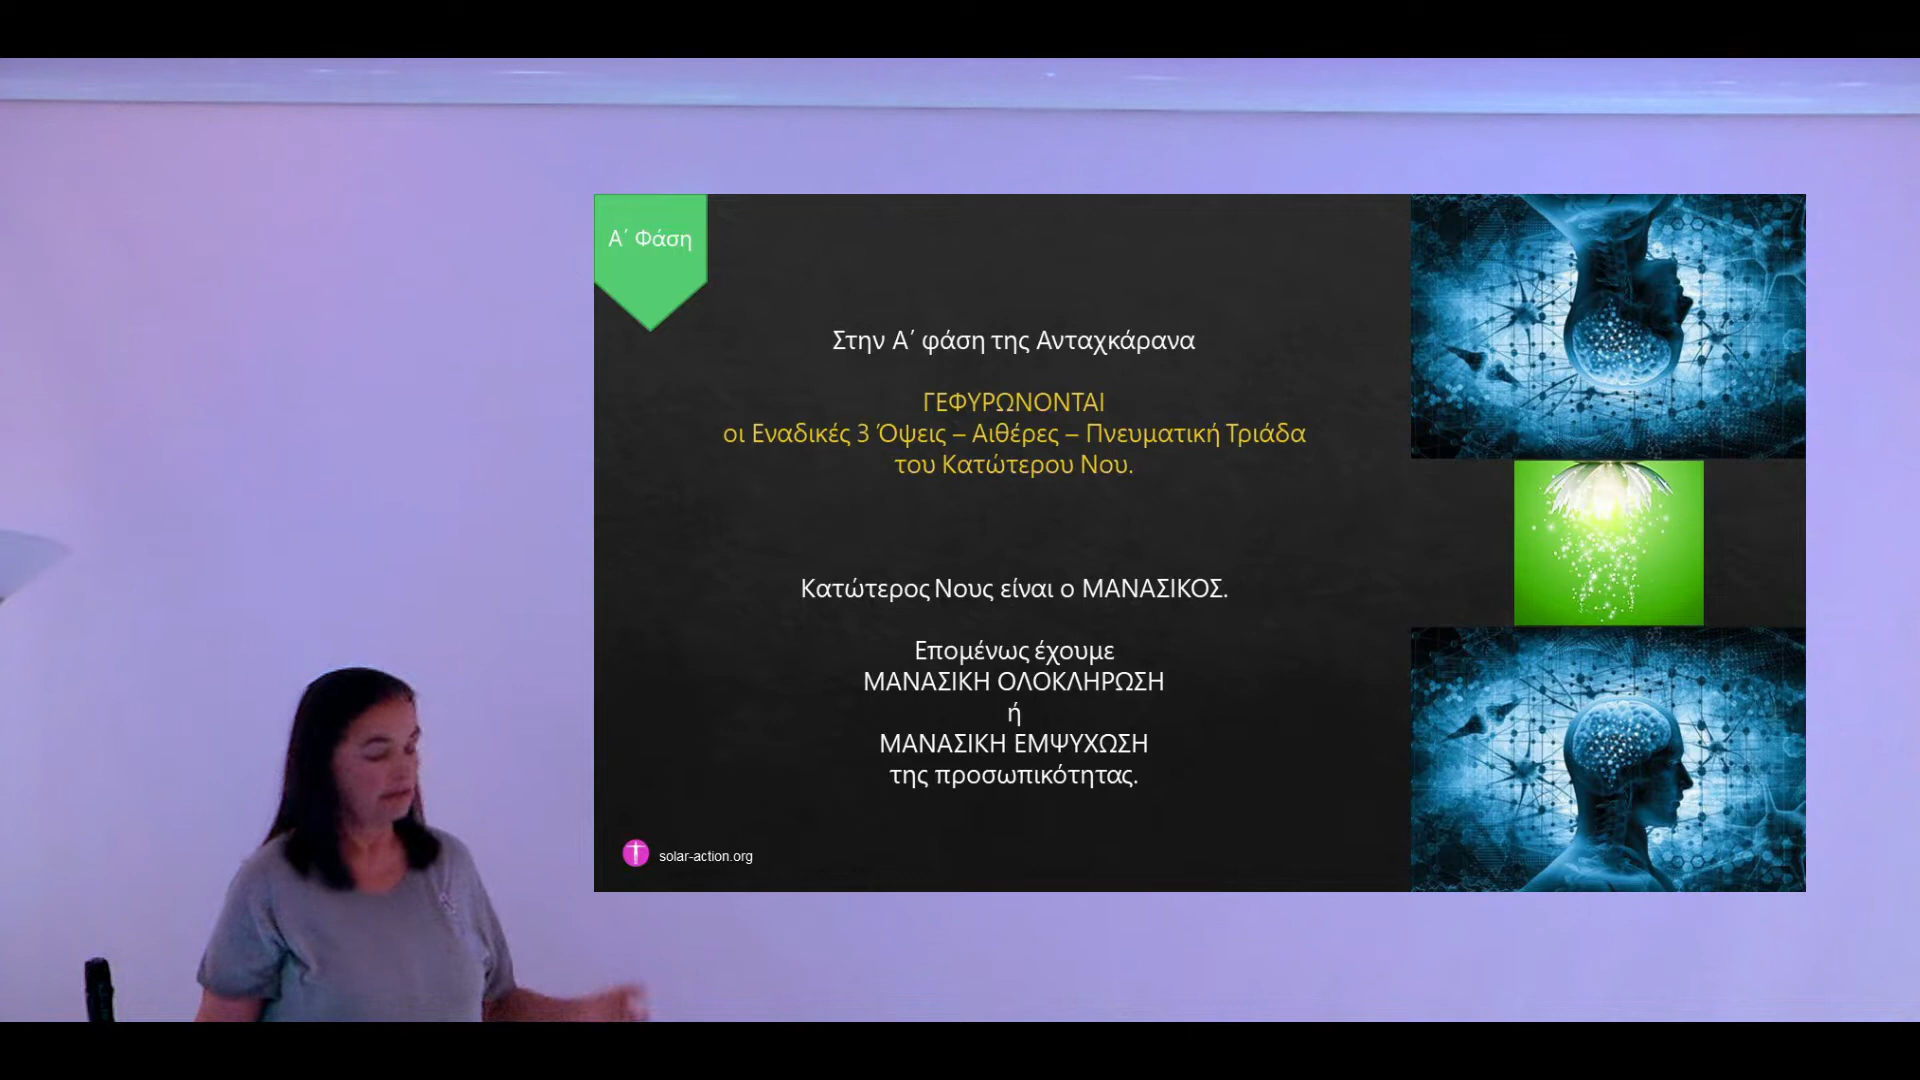 Α΄ Φάση
Στην Α΄ φάση της Ανταχκάρανα
ΓΕΦΥΡΩΝΟΝΤΑΙ
οι Εναδικές 3 Όψεις – Αιθέρες – Πνευματική Τριάδα
του Κατώτερου Νου.
Κατώτερος Νους είναι ο ΜΑΝΑΣΙΚΟΣ.
Επομένως έχουμε
ΜΑΝΑΣΙΚΗ ΟΛΟΚΛΗΡΩΣΗ
ή
ΜΑΝΑΣΙΚΗ ΕΜΨΥΧΩΣΗ
της προσωπικότητας.
solar-action.org